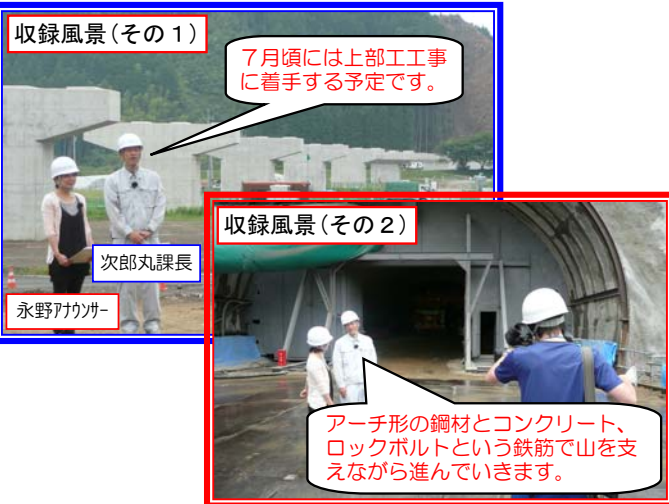 収録風景(その１)
７月頃には上部工工事
に着手する予定です。
次郎丸課長
永野ｱﾅｳﾝｻｰ
収録風景(その２)
アーチ形の鋼材とコンクリート、
ロックボルトという鉄筋で山を支
えながら進んでいきます。